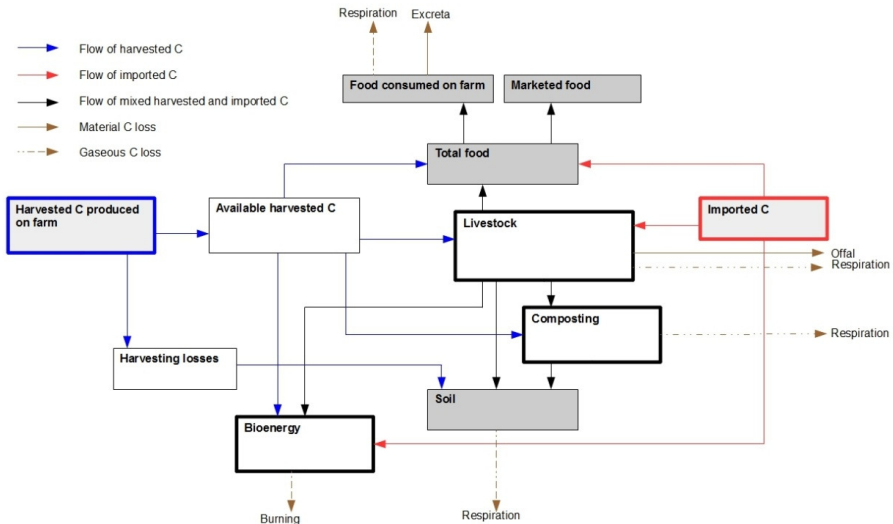 Respiration
Excreta
Flow of harvested C
Flow of imported C
Flow of mixed harvested and imported C
Material C loss
Gaseous C loss
Food consumed on farm
Marketed food
Total food
Harvested C produced
on farm
Available harvested C
Livestock
Imported C
Offal
Respiration
Composting
Respiration
Harvesting losses
Soil
Bioenergy
Burning
Respiration